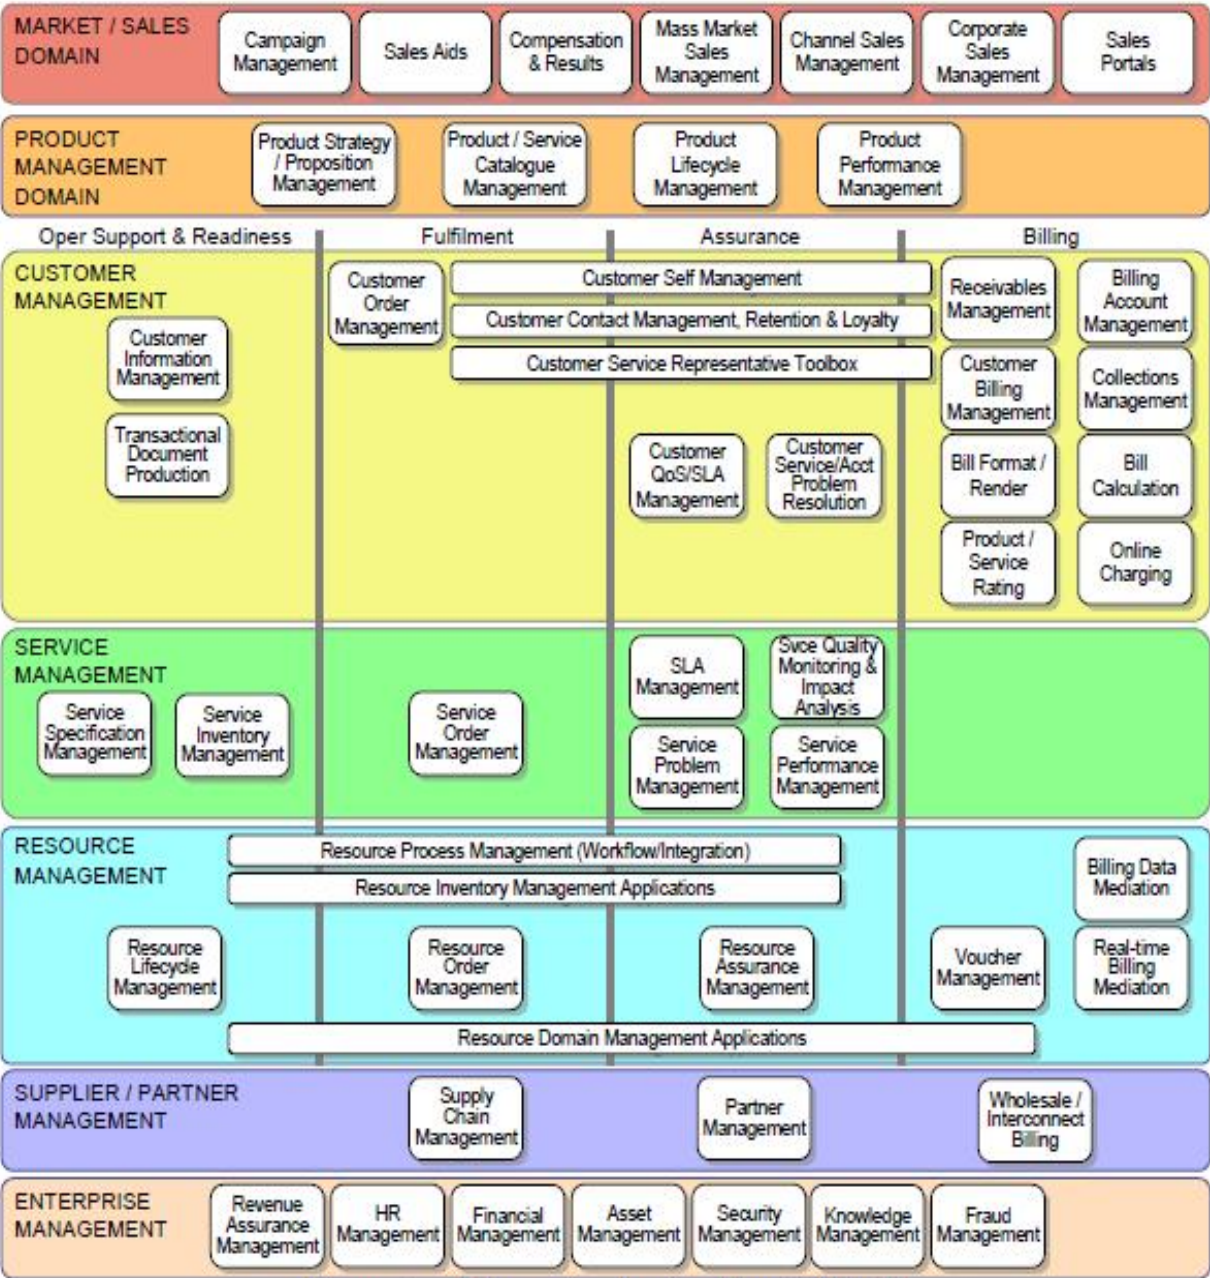 MARKET / SALES
DOMAIN
Campaign
Management
Sales Aids
Compensation
& Results
Mass Market
Sales
Management
Channel Sales
Management
Corporate
Sales
Management
Sales
Portals
PRODUCT
MANAGEMENT
DOMAIN
Product Strategy
/ Proposition
Management
Product / Service
Catalogue
Management
Product
Lifecycle
Management
Product
Performance
Management
Oper Support & Readiness
Fulfilment
Assurance
Billing
CUSTOMER
MANAGEMENT
Customer
Information
Management
Transactional
Document
Production
Customer
Order
Management
Customer Self Management
Customer Contact Management, Retention & Loyalty
Customer Service Representative Toolbox
Customer
QoS/SLA
Management
Customer
Service/Acct
Problem
Resolution
Receivables
Management
Billing
Account
Management
Customer
Billing
Management
Collections
Management
Bill Format /
Render
Bill
Calculation
Product /
Service
Rating
Online
Charging
SERVICE
MANAGEMENT
Service
Specification
Management
Service
Inventory
Management
Service
Order
Management
SLA
Management
Svce Quality
Monitoring &
Impact
Analysis
Service
Problem
Management
Service
Performance
Management
RESOURCE
MANAGEMENT
Resource Process Management (Workflow/Integration)
Resource Inventory Management Applications
Resource
Lifecycle
Management
Resource
Order
Management
Resource
Assurance
Management
Voucher
Management
Billing Data
Mediation
Real-time
Billing
Mediation
Resource Domain Management Applications
SUPPLIER / PARTNER
MANAGEMENT
Supply
Chain
Management
Partner
Management
Wholesale /
Interconnect
Billing
ENTERPRISE
MANAGEMENT
Revenue
Assurance
Management
HR
Management
Financial
Management
Asset
Management
Security
Management
Knowledge
Management
Fraud
Management